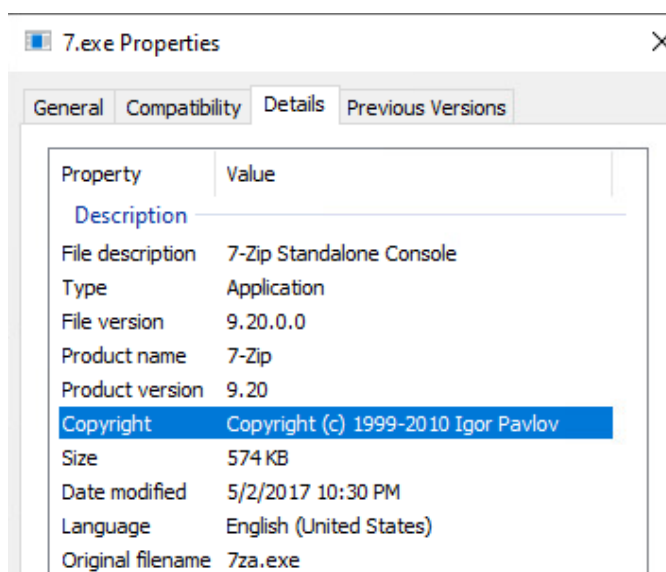 7.exe Properties
General Compatibility Details Previous Versions
Property Value
Description
File description 7-Zip Standalone Console
Type Application
File version 9.20.0.0
Product name 7-Zip
Product version 9.20
Copyright Copyright (c) 1999-2010 Igor Pavlov
Size 574 KB
Date modified 5/2/2017 10:30 PM
Language English (United States)
Original filename 7za.exe